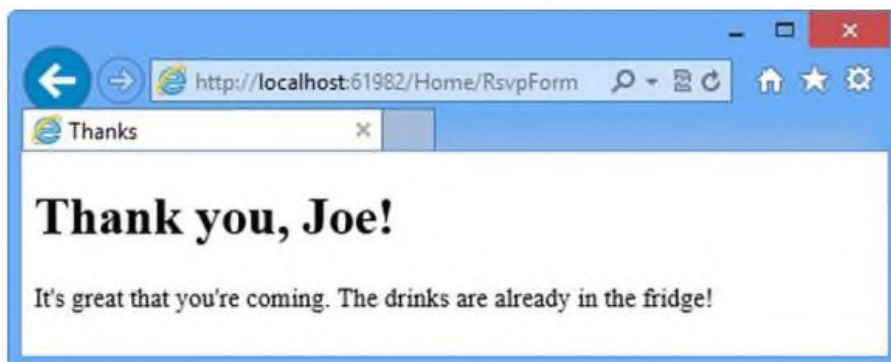 http://localhost:61982/Home/RsvpForm
Thanks
Thank you, Joe!
It's great that you're coming. The drinks are already in the fridge!